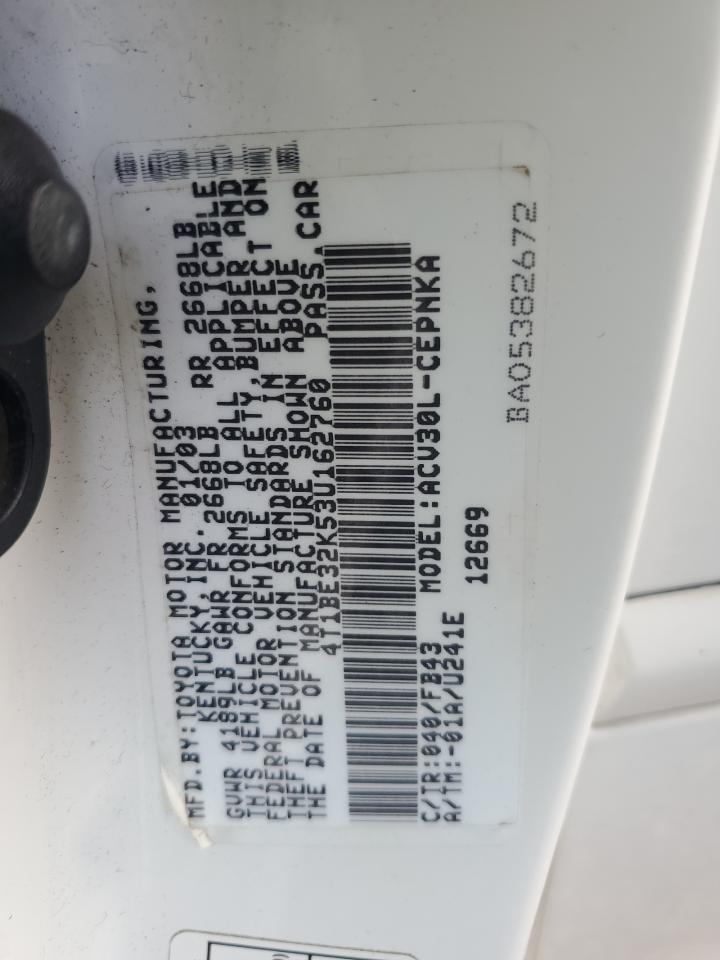 MFD.BY:TOYOTA MOTOR MANUFACTURING,
KENTUCKY,INC. 01/03
GVWR 4189LB GAWR FR 2668LB RR 2668LB
THIS VEHICLE CONFORMS TO ALL APPLICABLE
FEDERAL MOTOR VEHICLE SAFETY,BUMPER AND
THEFT PREVENTION STANDARDS IN EFFECT ON
THE DATE OF MANUFACTURE SHOWN ABOVE
4T1BE32K53U162760 PASS.CAR
C/TR:040/FB43 MODEL:ACV30L-CEPNKA
A/TM:-01A/U241E 12669
BA05382672